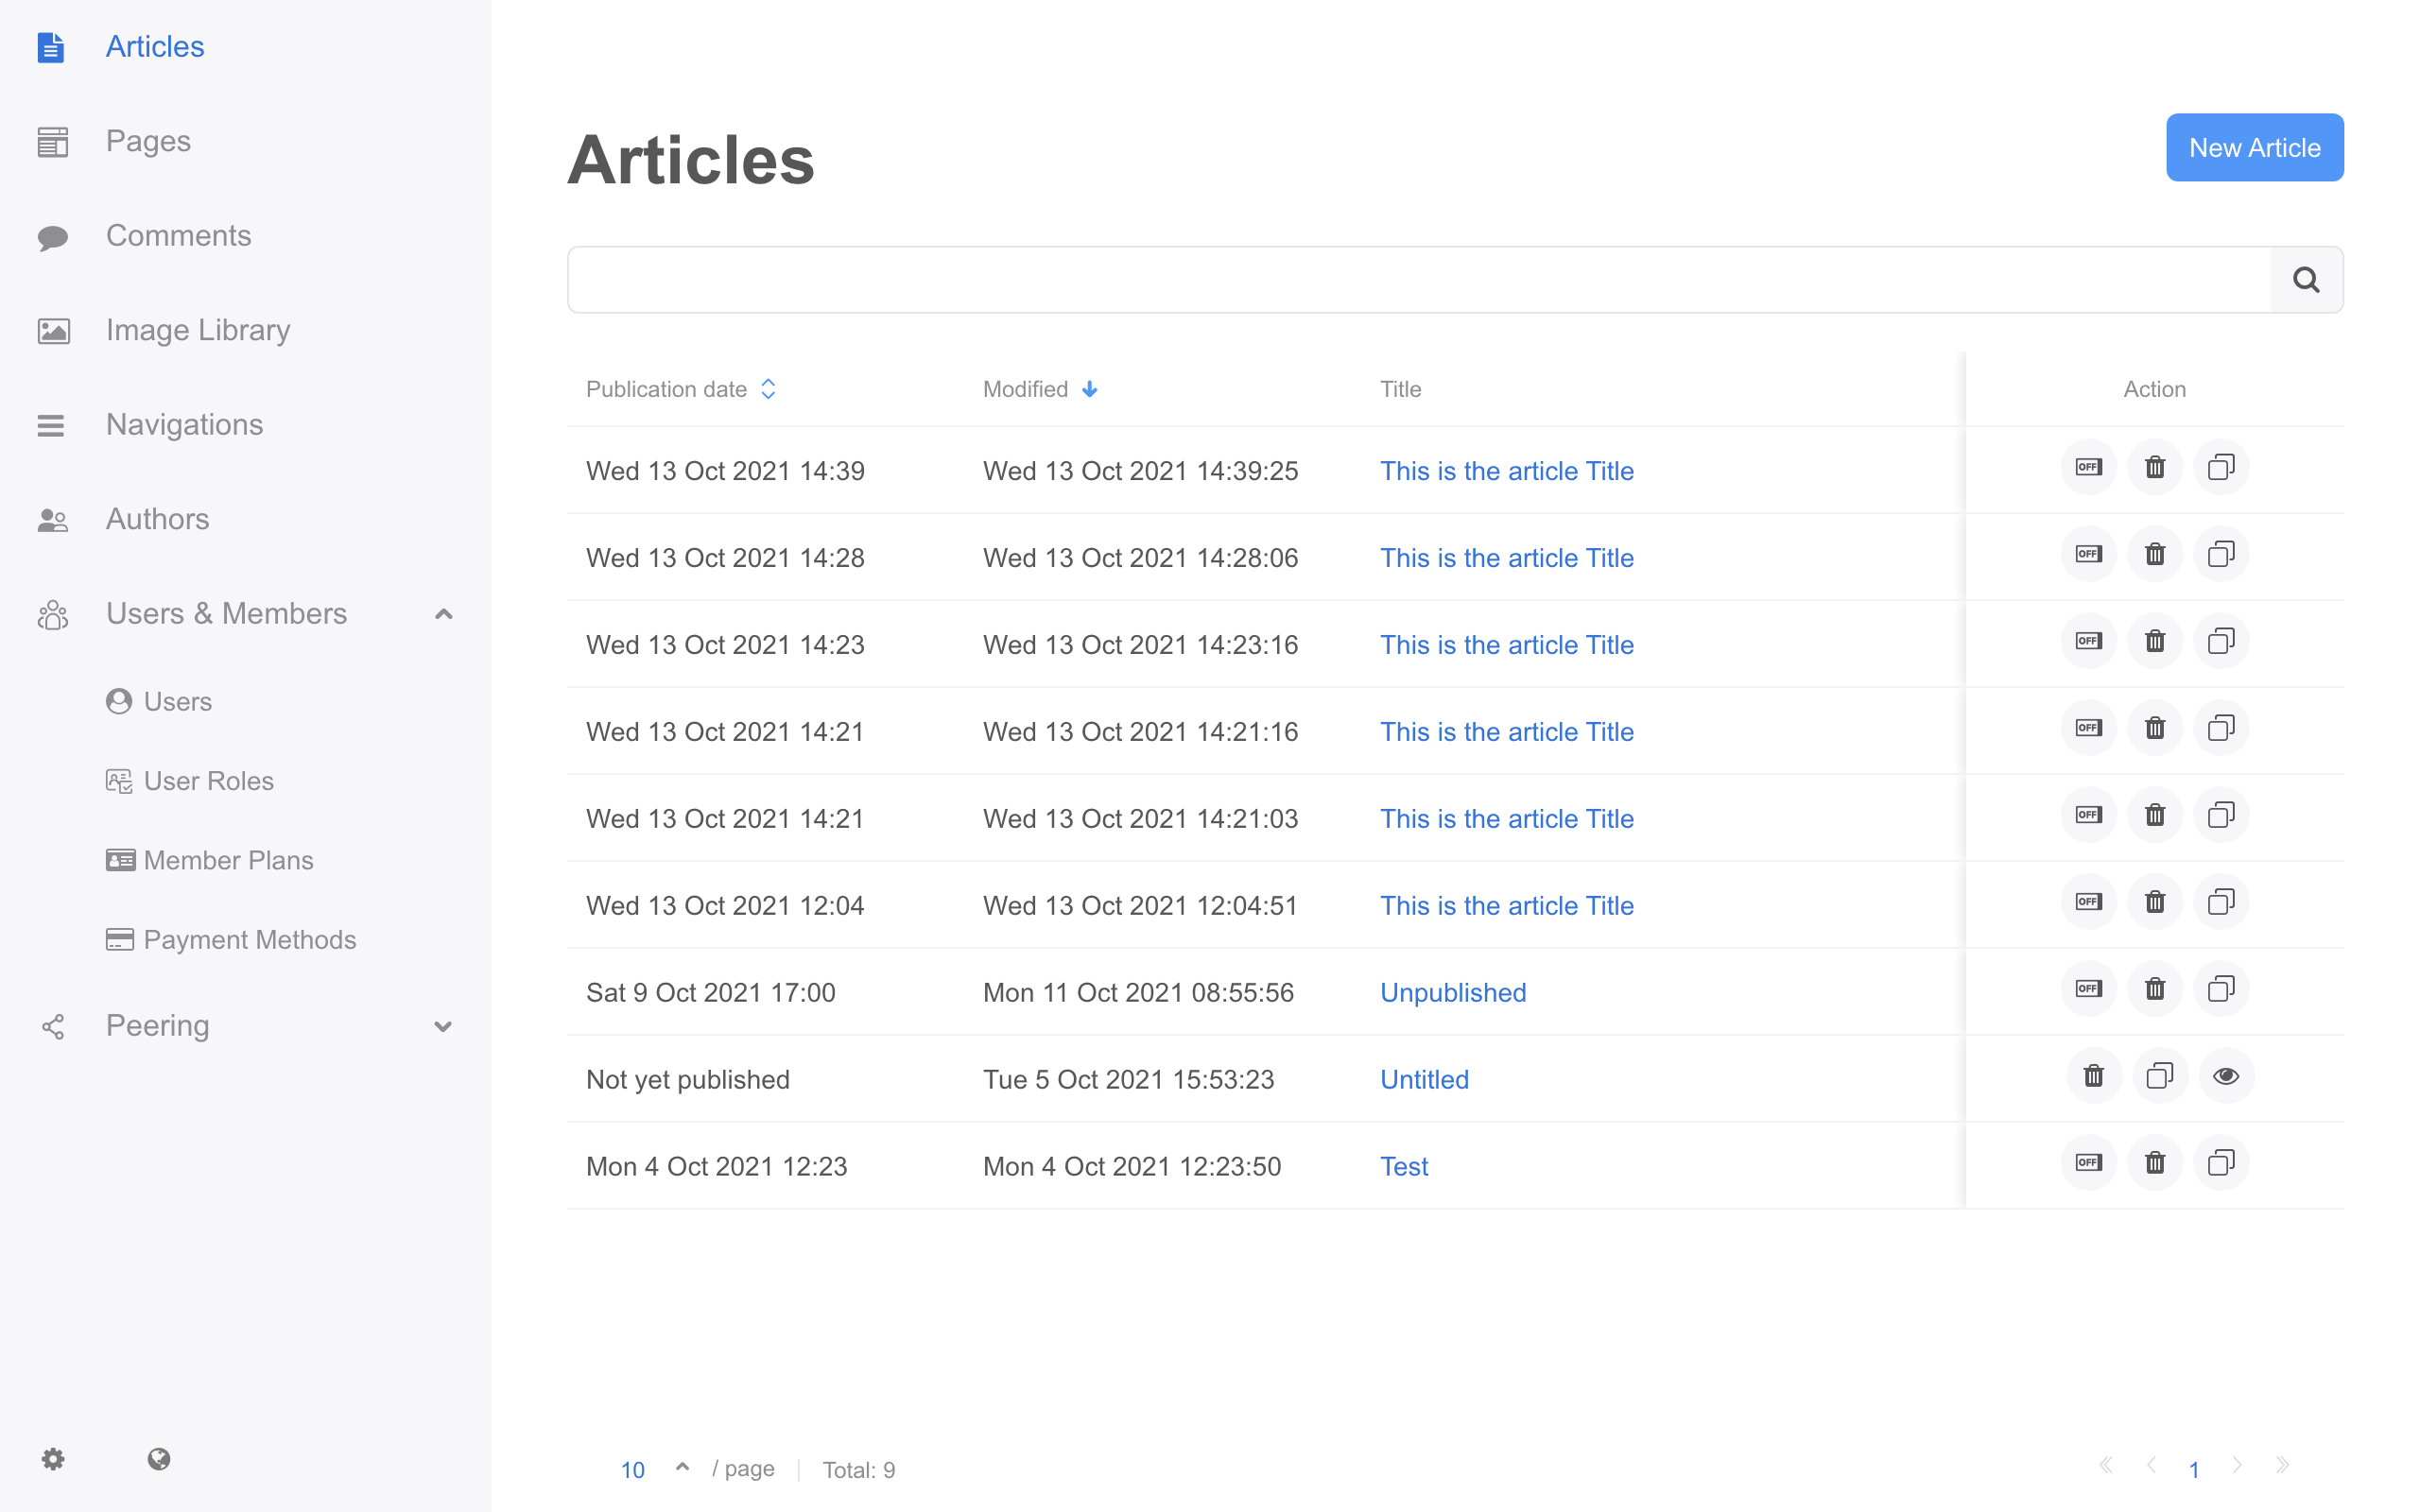 Articles
Pages
Comments
Image Library
Navigations
Authors
Users & Members
Users
User Roles
Member Plans
Payment Methods
Peering
Articles
New Article
Publication date Modified Title Action
Wed 13 Oct 2021 14:39 Wed 13 Oct 2021 14:39:25 This is the article Title OFF
Wed 13 Oct 2021 14:28 Wed 13 Oct 2021 14:28:06 This is the article Title OFF
Wed 13 Oct 2021 14:23 Wed 13 Oct 2021 14:23:16 This is the article Title OFF
Wed 13 Oct 2021 14:21 Wed 13 Oct 2021 14:21:16 This is the article Title OFF
Wed 13 Oct 2021 14:21 Wed 13 Oct 2021 14:21:03 This is the article Title OFF
Wed 13 Oct 2021 12:04 Wed 13 Oct 2021 12:04:51 This is the article Title OFF
Sat 9 Oct 2021 17:00 Mon 11 Oct 2021 08:55:56 Unpublished OFF
Not yet published Tue 5 Oct 2021 15:53:23 Untitled
Mon 4 Oct 2021 12:23 Mon 4 Oct 2021 12:23:50 Test OFF
10 / page Total: 9 1